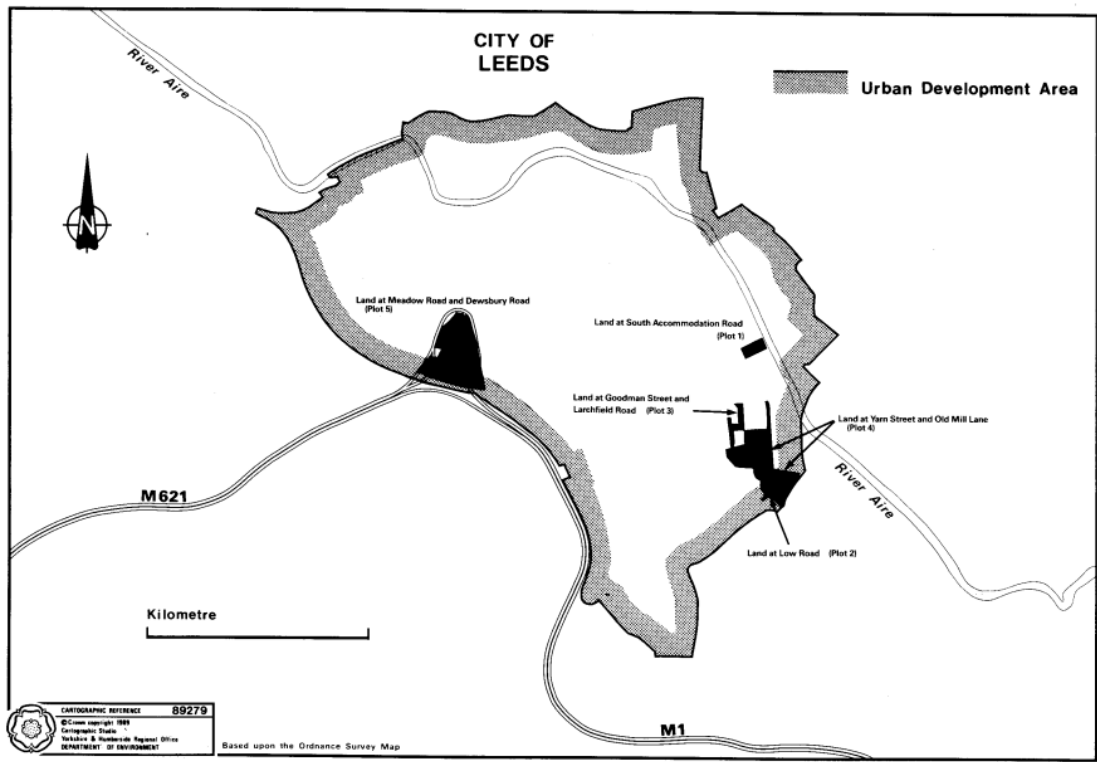 CITY OF
LEEDS
River Aire
Urban Development Area
N
Land at Meadow Road and Dewsbury Road
(Plot 5)
Land at South Accommodation Road
(Plot 1)
Land at Goodman Street and
Larchfield Road (Plot 3)
Land at Yarn Street and Old Mill Lane
(Plot 4)
River Aire
M621
Land at Low Road (Plot 2)
Kilometre
M1
CARTOGRAPHIC REFERENCE 89279
©Crown copyright 1989
Cartographic Studio
Yorkshire & Humberside Regional Office
DEPARTMENT OF ENVIRONMENT
Based upon the Ordnance Survey Map